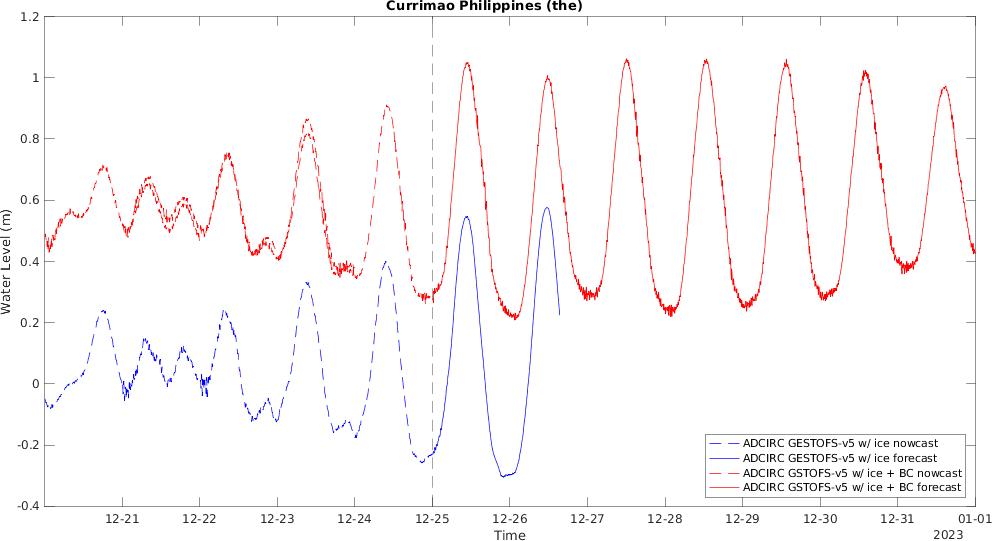 Currimao Philippines (the)
1.2
1
0.8
0.6
0.4
0.2
0
-0.2
-0.4
Water Level (m)
12-21 12-22 12-23 12-24 12-25 12-26 12-27 12-28 12-29 12-30 12-31 01-01
Time
2023
ADCIRC GESTOFS-v5 w/ ice nowcast
ADCIRC GESTOFS-v5 w/ ice forecast
ADCIRC GSTOFS-v5 w/ ice + BC nowcast
ADCIRC GSTOFS-v5 w/ ice + BC forecast